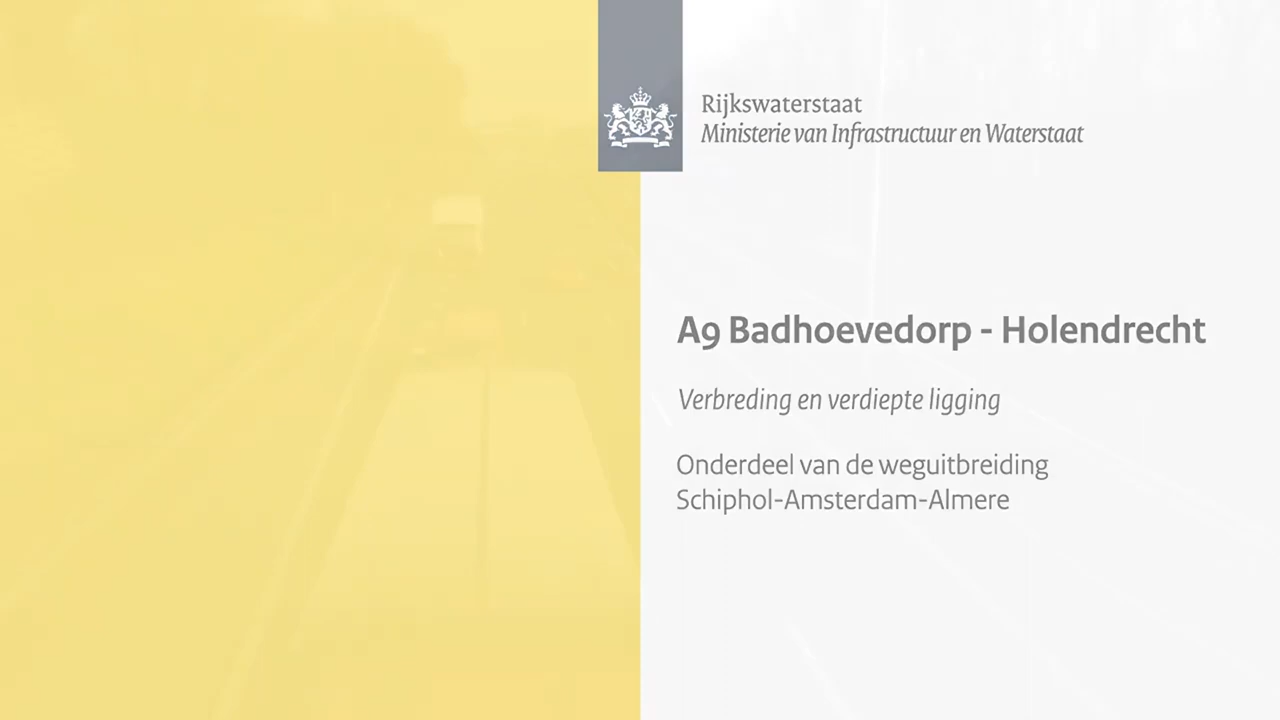 Rijkswaterstaat
Ministerie van Infrastructuur en Waterstaat
A9 Badhoevedorp - Holendrecht
Verbreding en verdiepte ligging
Onderdeel van de weguitbreiding
Schiphol-Amsterdam-Almere